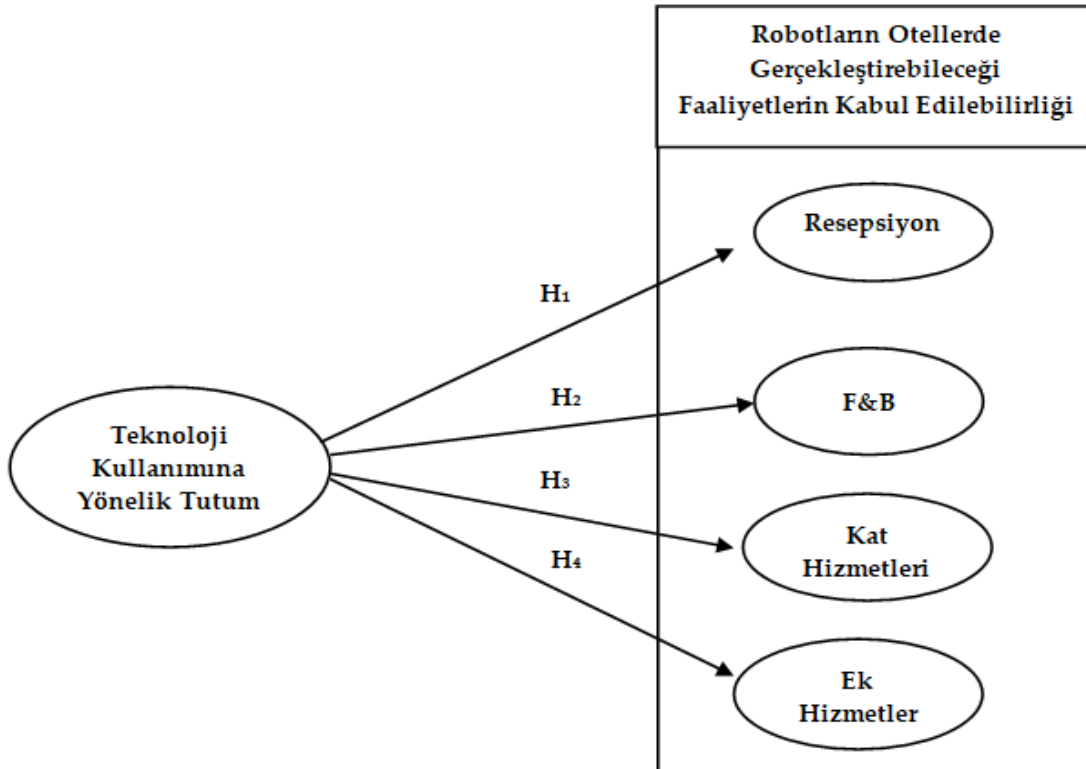 Robotların Otellerde
Gerçekleştirebileceği
Faaliyetlerin Kabul Edilebilirliği
Resepsiyon
H₁
H₂
F&B
Teknoloji
Kullanımına
Yönelik Tutum
H₃
Kat
Hizmetleri
H₄
Ek
Hizmetler